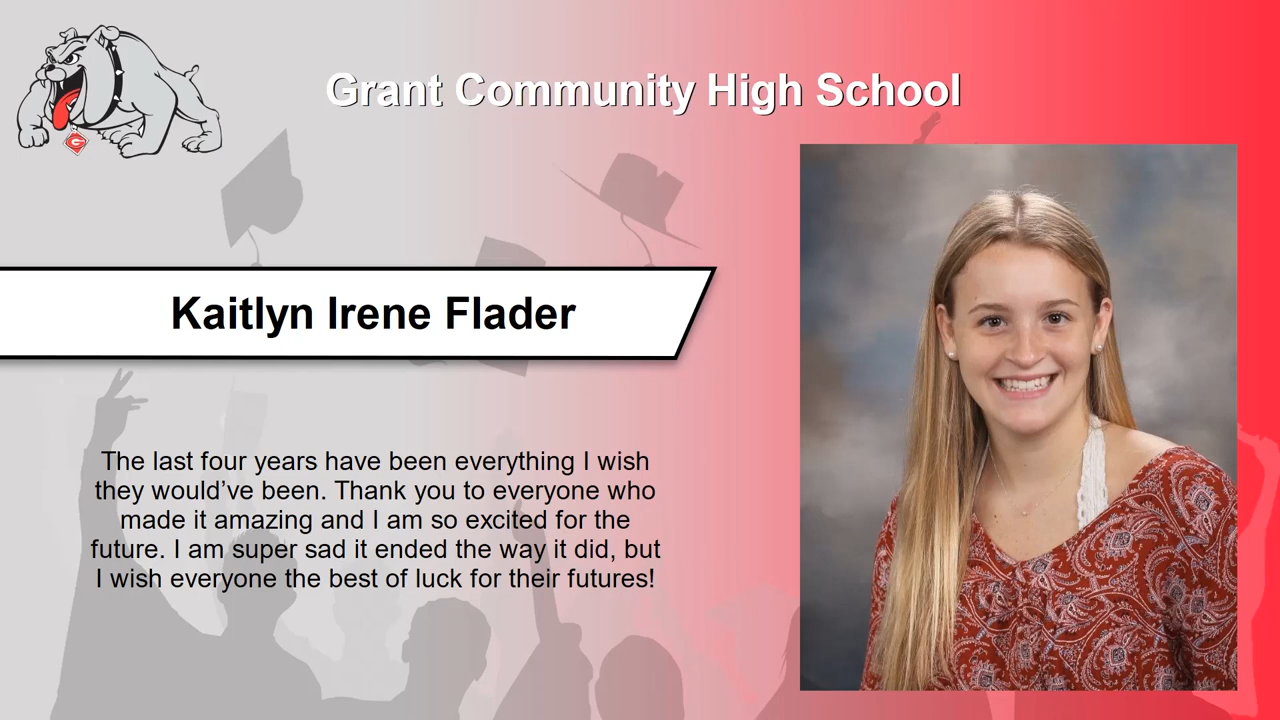 Grant Community High School
Kaitlyn Irene Flader
The last four years have been everything I wish
they would’ve been. Thank you to everyone who
made it amazing and I am so excited for the
future. I am super sad it ended the way it did, but
I wish everyone the best of luck for their futures!
G